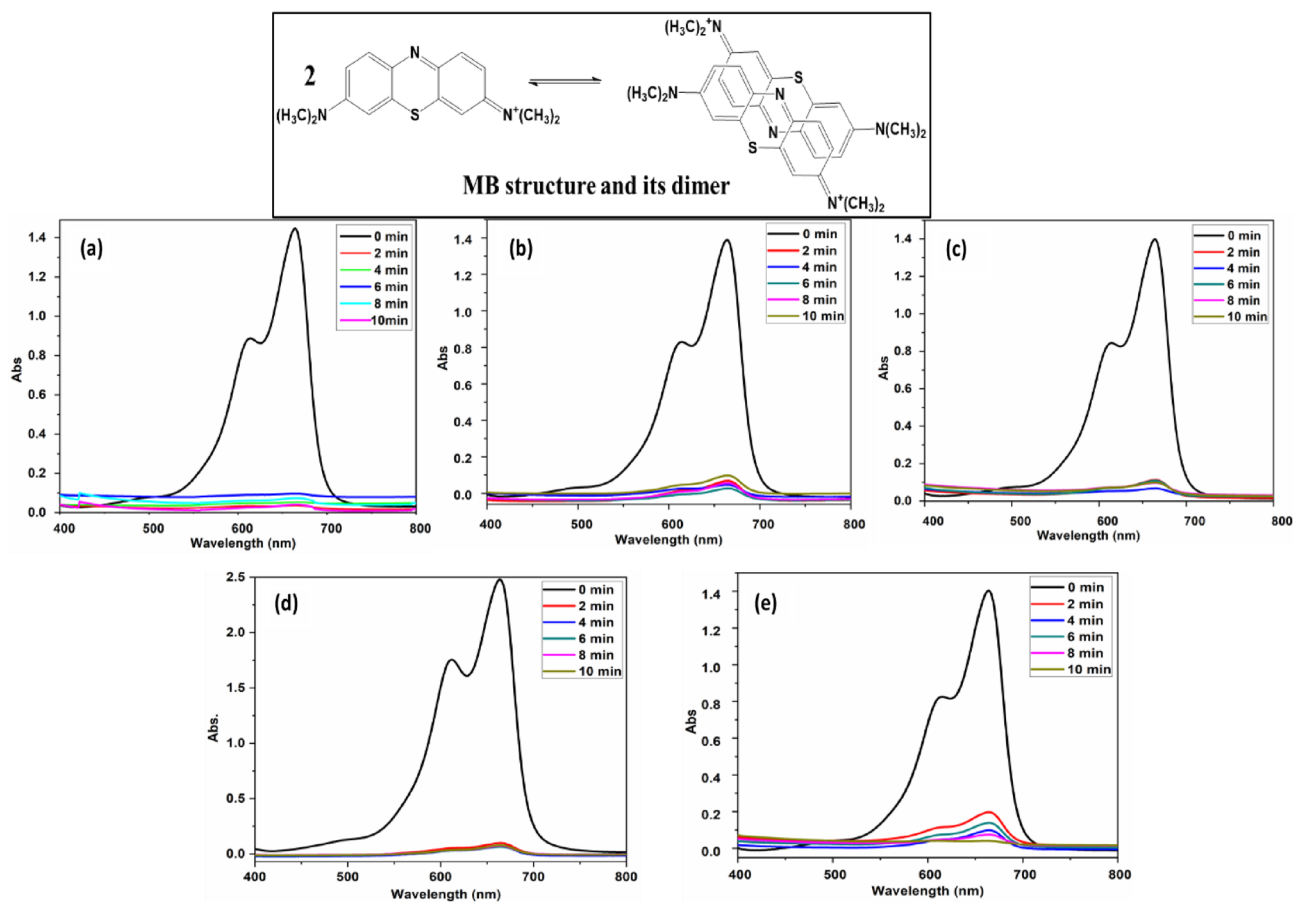 2
N
(H₃C)₂N
S
N⁺(CH₃)₂
(H₃C)₂⁺N
S
(H₃C)₂N
N
N
N(CH₃)₂
S
N⁺(CH₃)₂
MB structure and its dimer
(a)
0 min
2 min
4 min
6 min
8 min
10min
Abs
1.4
1.2
1.0
0.8
0.6
0.4
0.2
0.0
400 500 600 700 800
Wavelength (nm)
(b)
0 min
2 min
4 min
6 min
8 min
10 min
Abs
1.4
1.2
1.0
0.8
0.6
0.4
0.2
0.0
400 500 600 700 800
Wavelength (nm)
(c)
0 min
2 min
4 min
6 min
8 min
10 min
Abs
1.4
1.2
1.0
0.8
0.6
0.4
0.2
0.0
400 500 600 700 800
Wavelength (nm)
(d)
0 min
2 min
4 min
6 min
8 min
10 min
Abs.
2.5
2.0
1.5
1.0
0.5
0.0
400 500 600 700 800
Wavelength (nm)
(e)
0 min
2 min
4 min
6 min
8 min
10 min
Abs
1.4
1.2
1.0
0.8
0.6
0.4
0.2
0.0
400 500 600 700 800
Wavelength (nm)